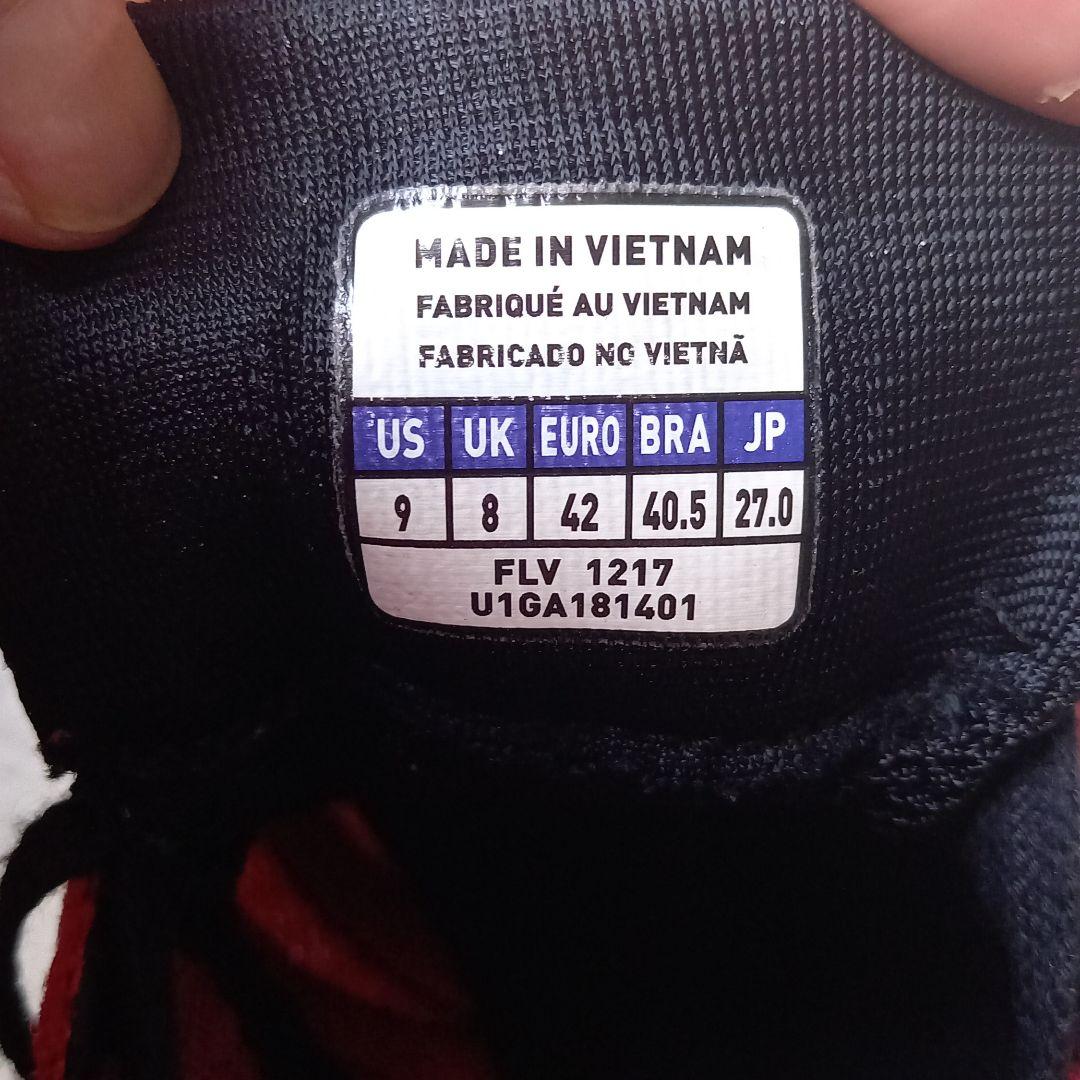 MADE IN VIETNAM
FABRIQUÉ AU VIETNAM
FABRICADO NO VIETNÃ
US UK EURO BRA JP
9 8 42 40.5 27.0
FLV 1217
U1GA181401